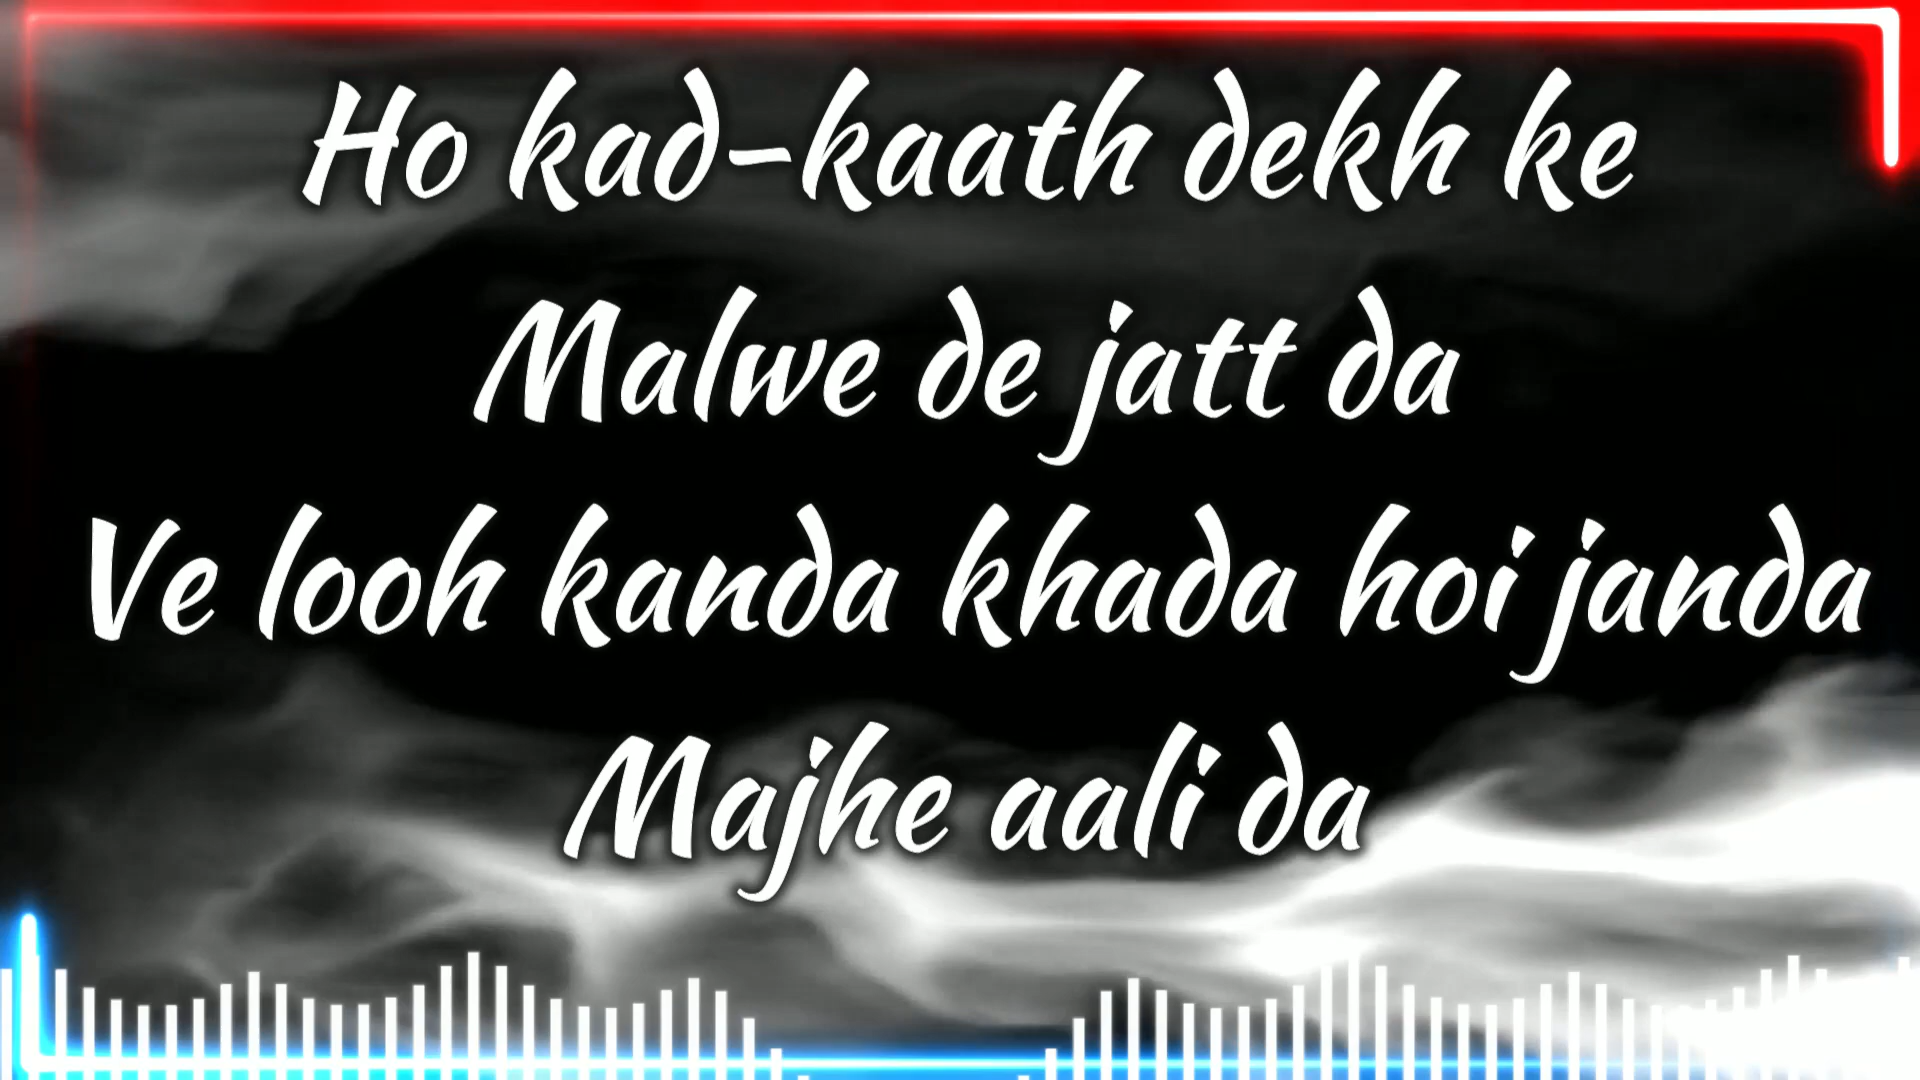 Ho kad-kaath dekh ke
Malwe de jatt da
Ve looh kanda khada hoi janda
Majhe aali da